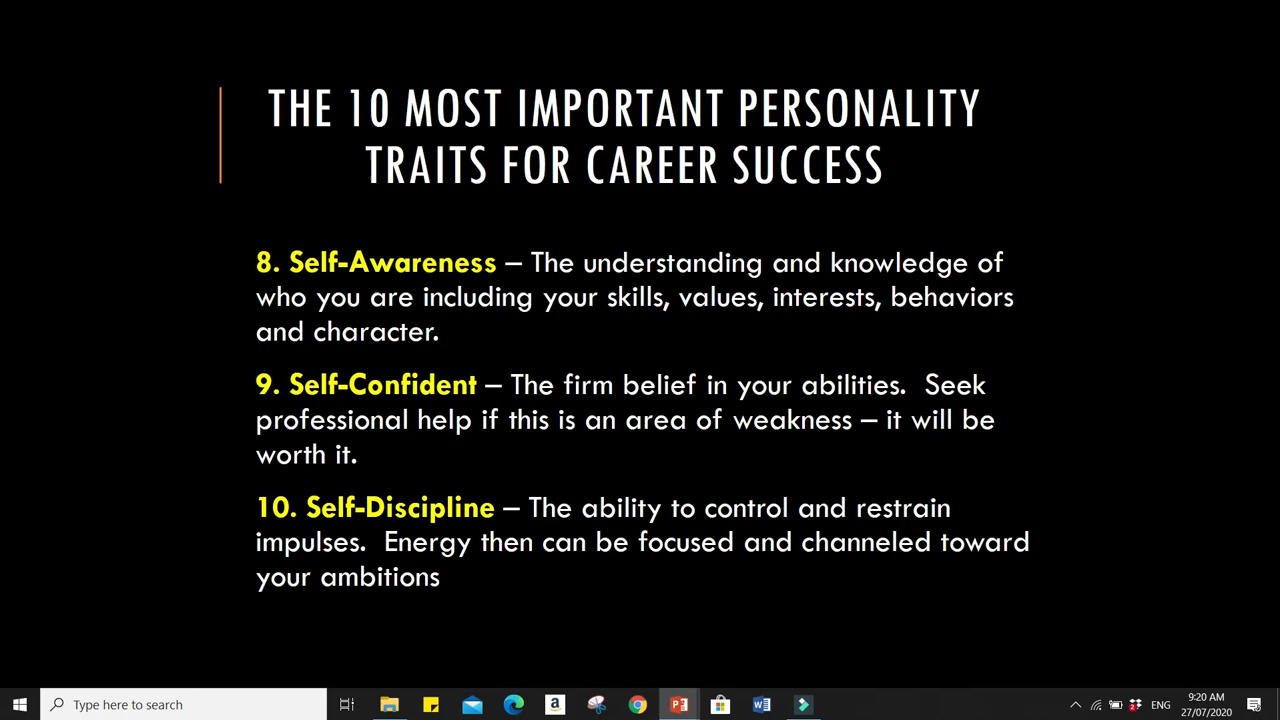 THE 10 MOST IMPORTANT PERSONALITY
TRAITS FOR CAREER SUCCESS
8. Self-Awareness – The understanding and knowledge of
who you are including your skills, values, interests, behaviors
and character.
9. Self-Confident – The firm belief in your abilities.  Seek
professional help if this is an area of weakness – it will be
worth it.
10. Self-Discipline – The ability to control and restrain
impulses.  Energy then can be focused and channeled toward
your ambitions
Type here to search
ENG
9:20 AM
27/07/2020